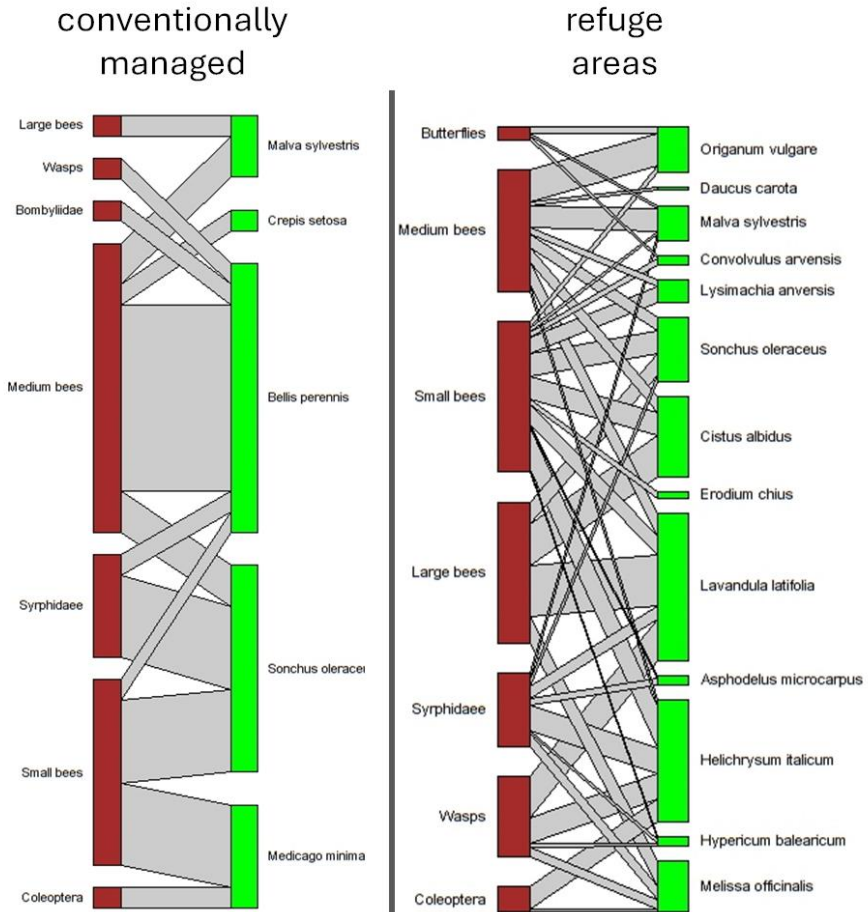 conventionally
managed
Large bees
Wasps
Bombyliidae
Medium bees
Syrphidaee
Small bees
Coleoptera
Malva sylvestris
Crepis setosa
Bellis perennis
Sonchus oleraceu
Medicago minima
refuge
areas
Butterflies
Medium bees
Small bees
Large bees
Syrphidaee
Wasps
Coleoptera
Origanum vulgare
Daucus carota
Malva sylvestris
Convolvulus arvensis
Lysimachia anversis
Sonchus oleraceus
Cistus albidus
Erodium chius
Lavandula latifolia
Asphodelus microcarpus
Helichrysum italicum
Hypericum balearicum
Melissa officinalis